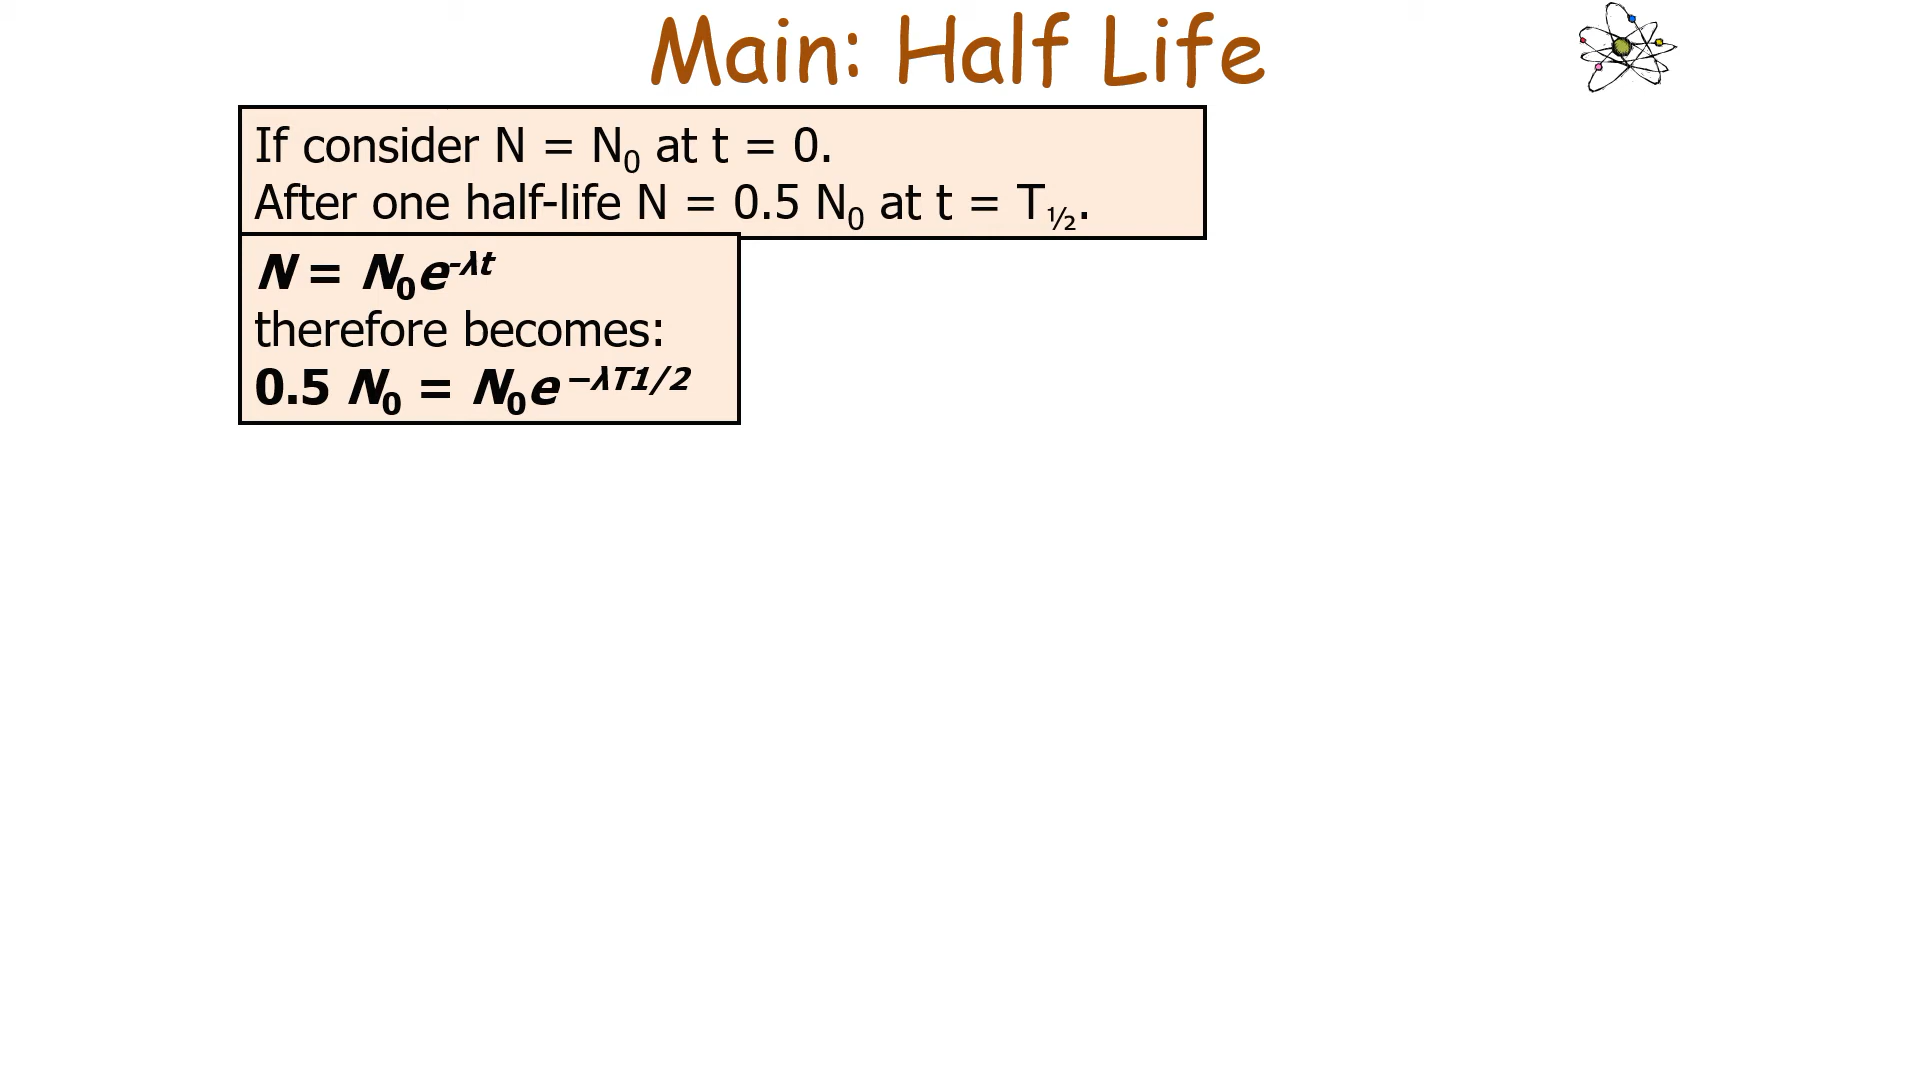 Main: Half Life
If consider N = N₀ at t = 0.
After one half-life N = 0.5 N₀ at t = T½.
N = N₀e^-λt
therefore becomes:
0.5 N₀ = N₀e^–λT1/2